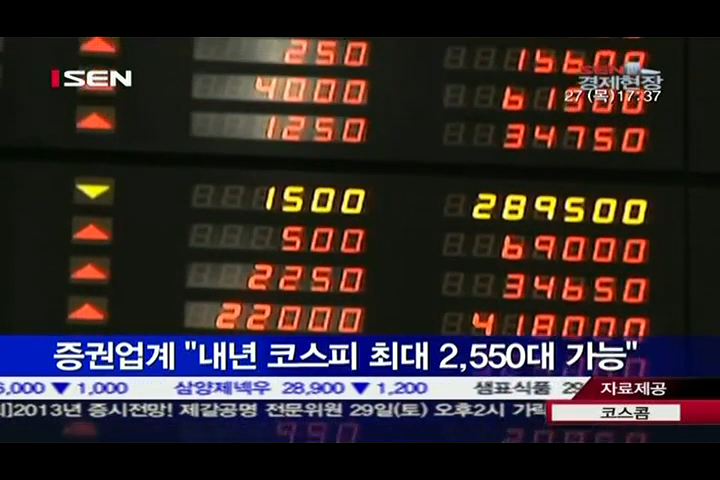 SEN
SEN
경제현장
27 (목)17:37
250 15600
4000 61300
1250 34750
1500 289500
500 69000
2250 34650
22000 418000
증권업계 "내년 코스피 최대 2,550대 가능"
6,000 ▼ 1,000 삼양제넥우 28,900 ▼ 1,200 샘표식품
자료제공
]2013년 증시전망! 제갈공명 전문위원 29일(토) 오후2시
코스콤
990